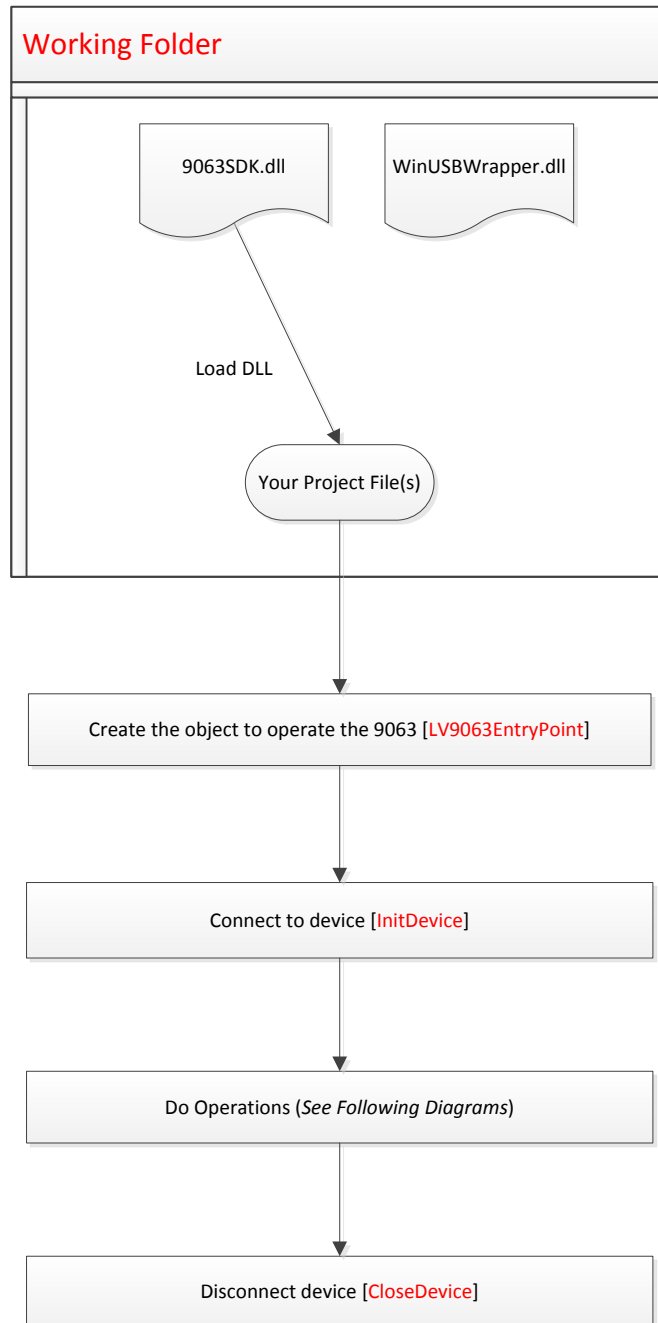 Working Folder
9063SDK.dll
WinUSBWrapper.dll
Load DLL
Your Project File(s)
Create the object to operate the 9063 [LV9063EntryPoint]
Connect to device [InitDevice]
Do Operations (See Following Diagrams)
Disconnect device [CloseDevice]